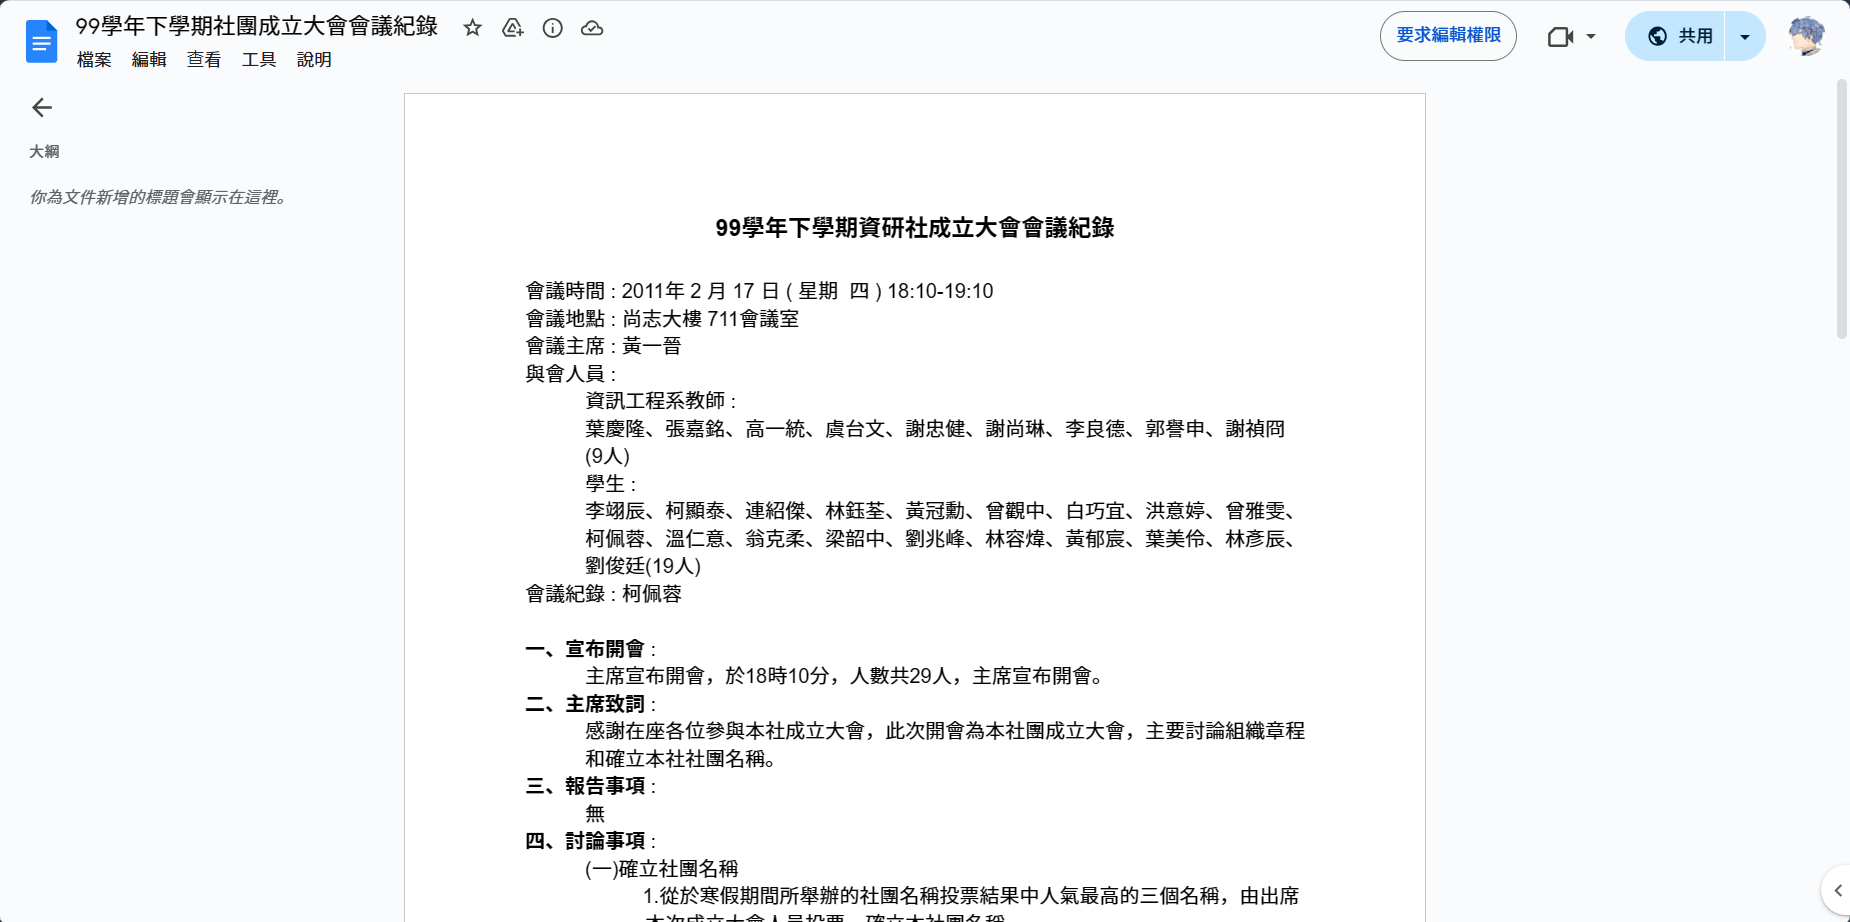 99學年下學期社團成立大會會議紀錄
檔案 編輯 查看 工具 說明
要求編輯權限
共用
大綱
你為文件新增的標題會顯示在這裡。
99學年下學期資研社成立大會會議紀錄
會議時間 : 2011年 2 月 17 日 ( 星期 四 ) 18:10-19:10
會議地點 : 尚志大樓 711會議室
會議主席 : 黃一晉
與會人員 :
資訊工程系教師 :
葉慶隆、張嘉銘、高一統、虞台文、謝忠健、謝尚琳、李良德、郭譽申、謝禎冏
(9人)
學生 :
李翊辰、柯顯泰、連紹傑、林鈺荃、黃冠勳、曾觀中、白巧宜、洪意婷、曾雅雯、
柯佩蓉、溫仁意、翁克柔、梁韶中、劉兆峰、林容煒、黃郁宸、葉美伶、林彥辰、
劉俊廷(19人)
會議紀錄 : 柯佩蓉
一、宣布開會 :
主席宣布開會，於18時10分，人數共29人，主席宣布開會。
二、主席致詞 :
感謝在座各位參與本社成立大會，此次開會為本社團成立大會，主要討論組織章程
和確立本社社團名稱。
三、報告事項 :
無
四、討論事項 :
(一)確立社團名稱
1.從於寒假期間所舉辦的社團名稱投票結果中人氣最高的三個名稱，由出席
本次成立大會人員投票，確立本社團名稱